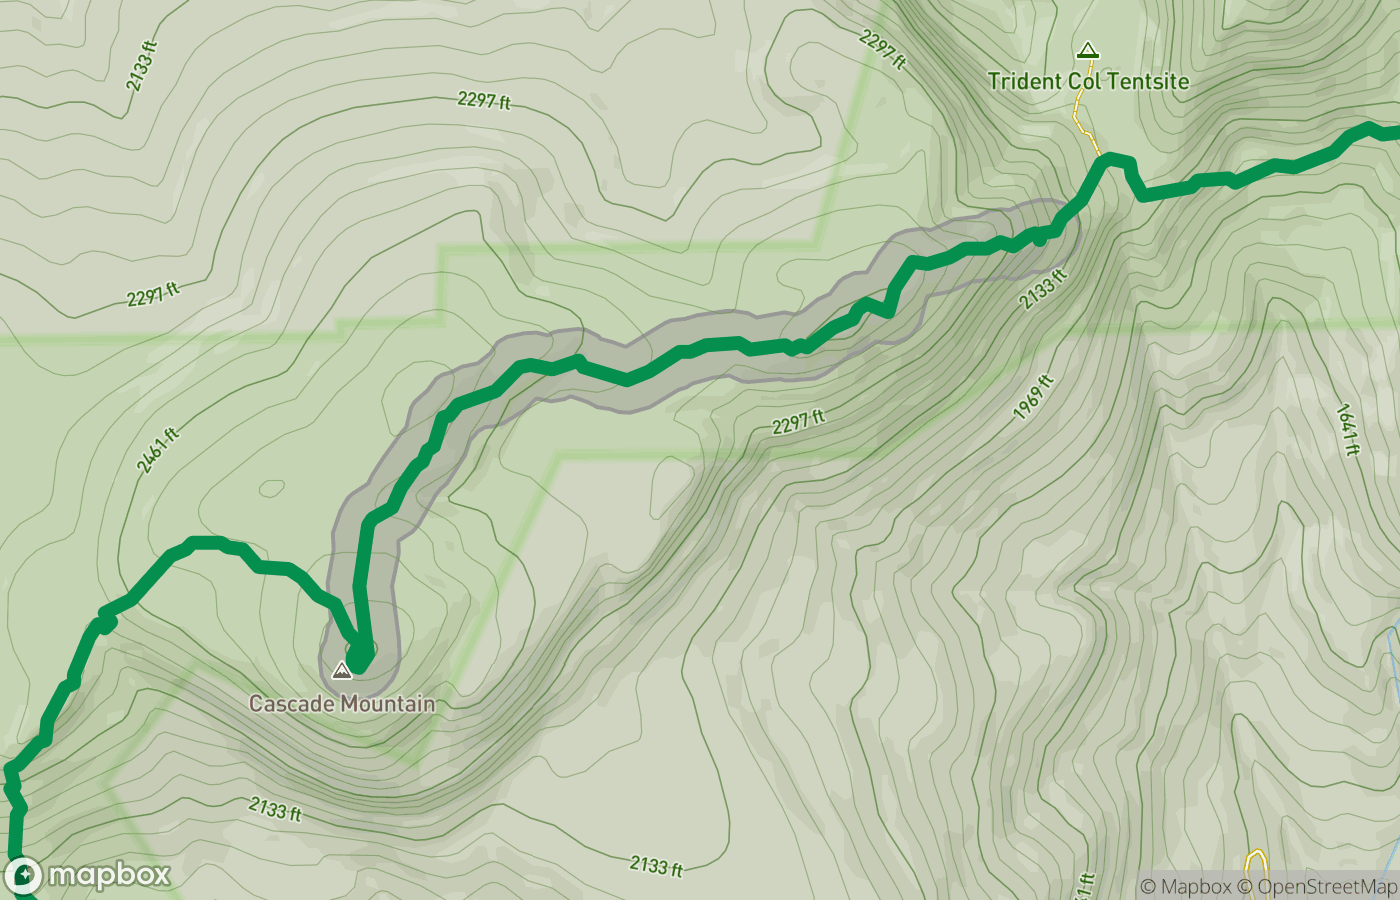 2133 ft
2297 ft
2297 ft
Trident Col Tentsite
2297 ft
2133 ft
1969 ft
1641 ft
2297 ft
2461 ft
Cascade Mountain
2133 ft
2133 ft
mapbox
© Mapbox © OpenStreetMap